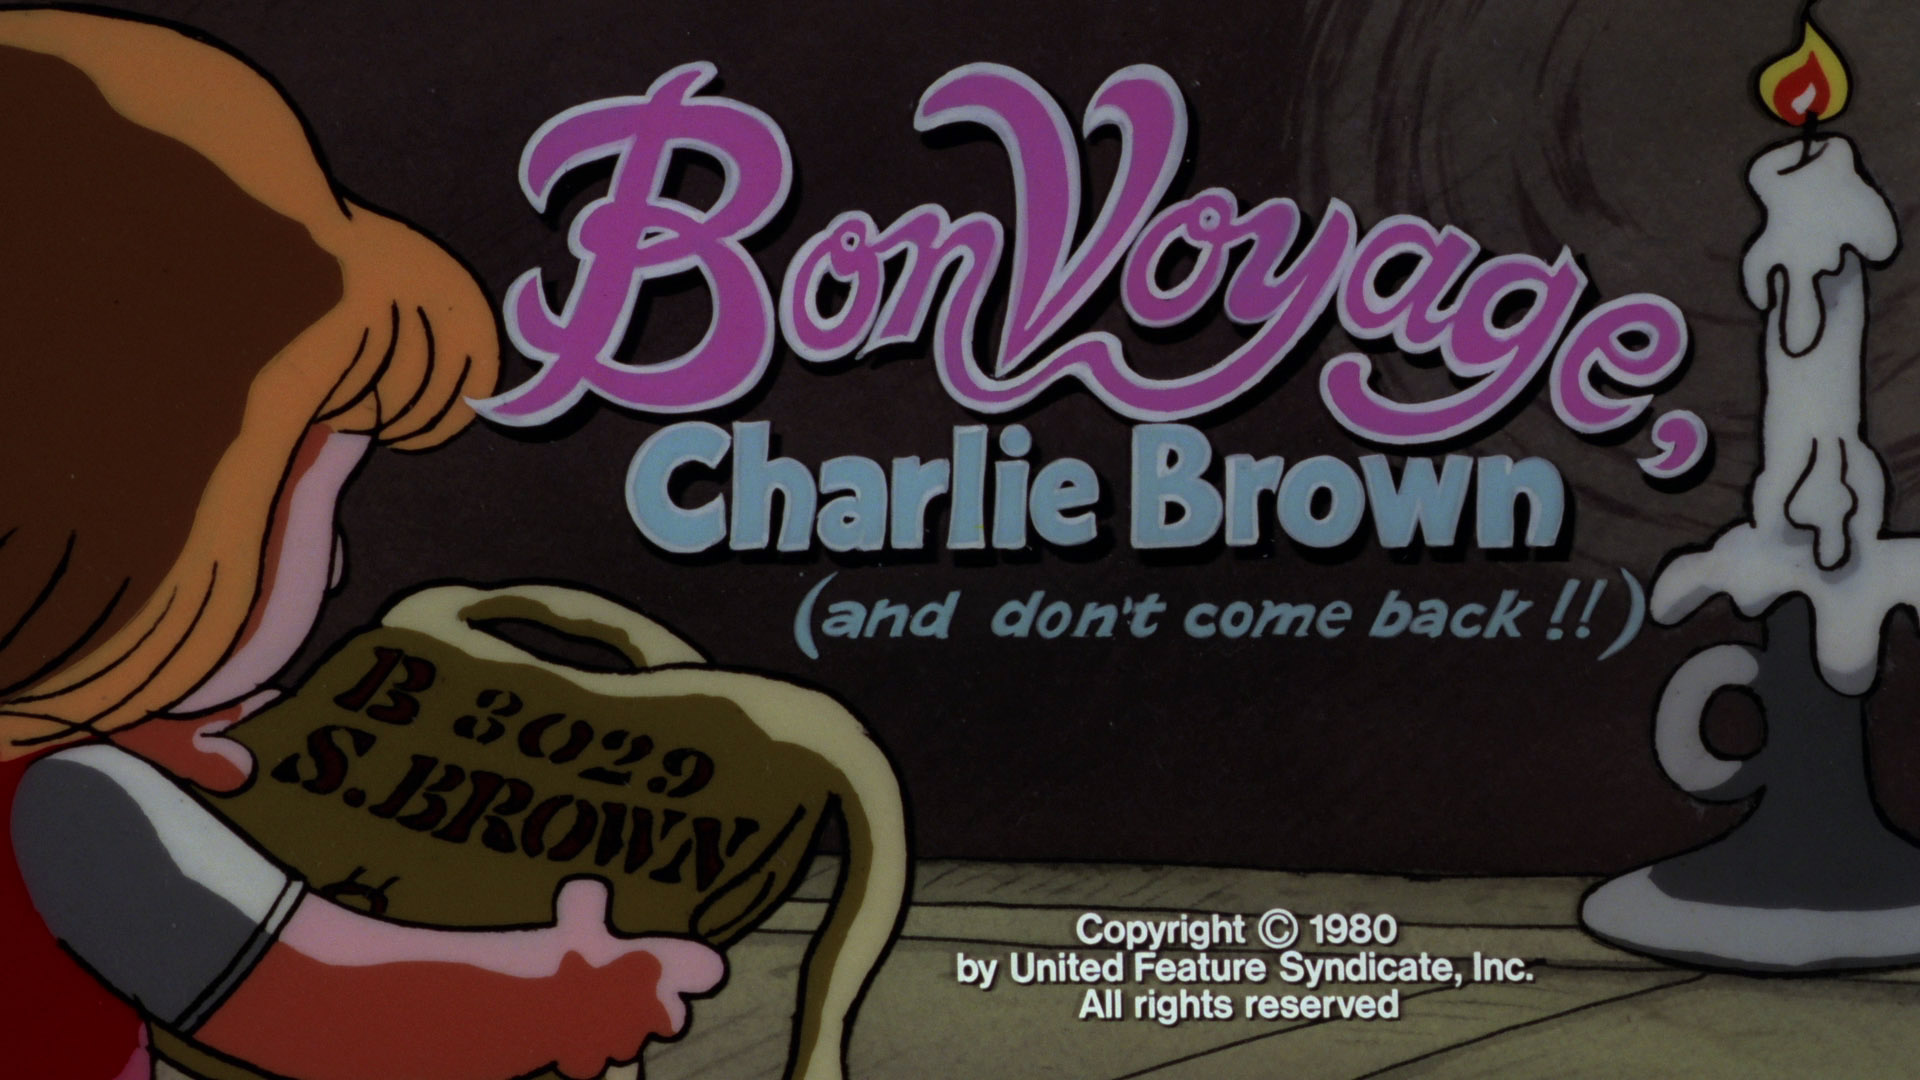 Bon Voyage,
Charlie Brown
(and don't come back!!)
B 3029
S.BROWN
Copyright © 1980
by United Feature Syndicate, Inc.
All rights reserved